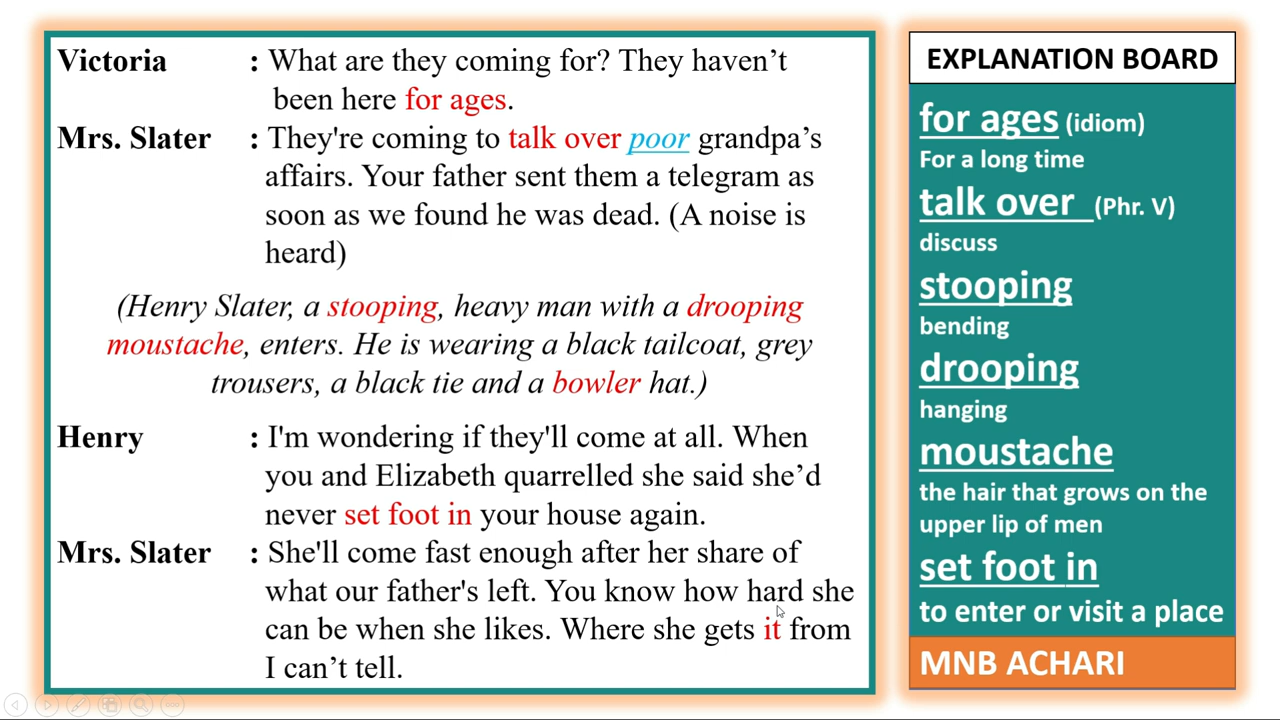 Victoria : What are they coming for? They haven’t
been here for ages.
Mrs. Slater : They're coming to talk over poor grandpa’s
affairs. Your father sent them a telegram as
soon as we found he was dead. (A noise is
heard)
(Henry Slater, a stooping, heavy man with a drooping
moustache, enters. He is wearing a black tailcoat, grey
trousers, a black tie and a bowler hat.)
Henry : I'm wondering if they'll come at all. When
you and Elizabeth quarrelled she said she’d
never set foot in your house again.
Mrs. Slater : She'll come fast enough after her share of
what our father's left. You know how hard she
can be when she likes. Where she gets it from
I can’t tell.
EXPLANATION BOARD
for ages (idiom)
For a long time
talk over (Phr. V)
discuss
stooping
bending
drooping
hanging
moustache
the hair that grows on the
upper lip of men
set foot in
to enter or visit a place
MNB ACHARI